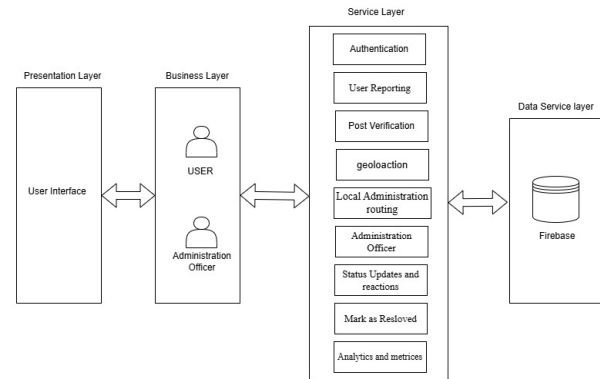 Service Layer
Presentation Layer
Business Layer
Data Service layer
Authentication
User Reporting
Post Verification
geoloaction
Local Administration
routing
Administration
Officer
Status Updates and
reactions
Mark as Resloved
Analytics and metrices
User Interface
USER
Administration
Officer
Firebase